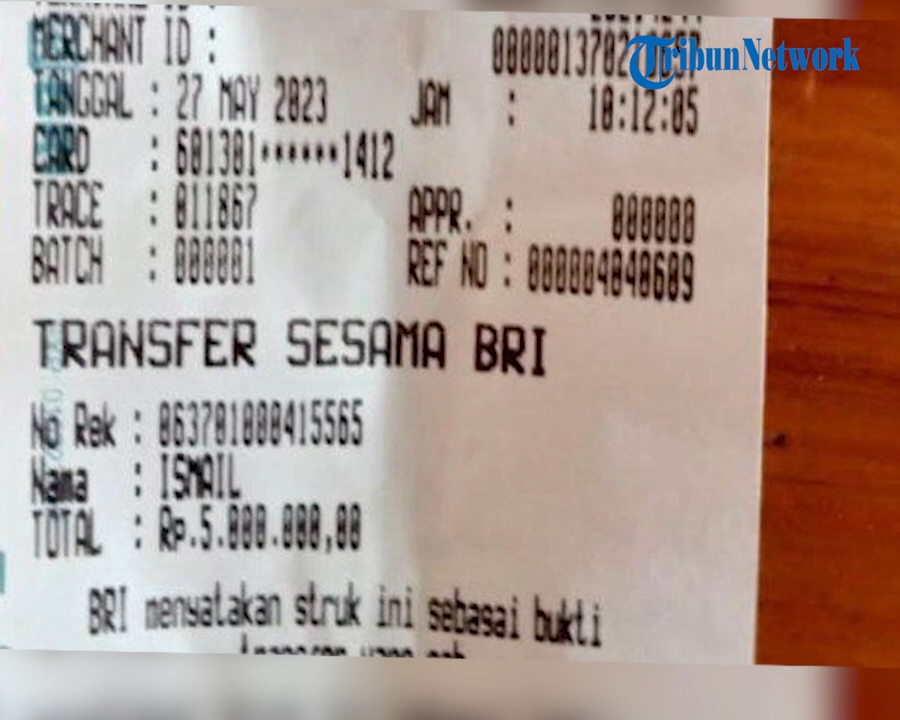 MERCHANT ID :
TribunNetwork
TANGGAL : 27 MAY 2023 JAM : 10:12:05
CARD : 601301******1412
TRACE : 011867 APPR. : 000000
BATCH : 000001 REF NO : 000004040609
TRANSFER SESAMA BRI
No Rek : 063701000415565
Nama : ISMAIL
TOTAL : Rp.5.000.000,00
BRI menyatakan struk ini sebagai bukti